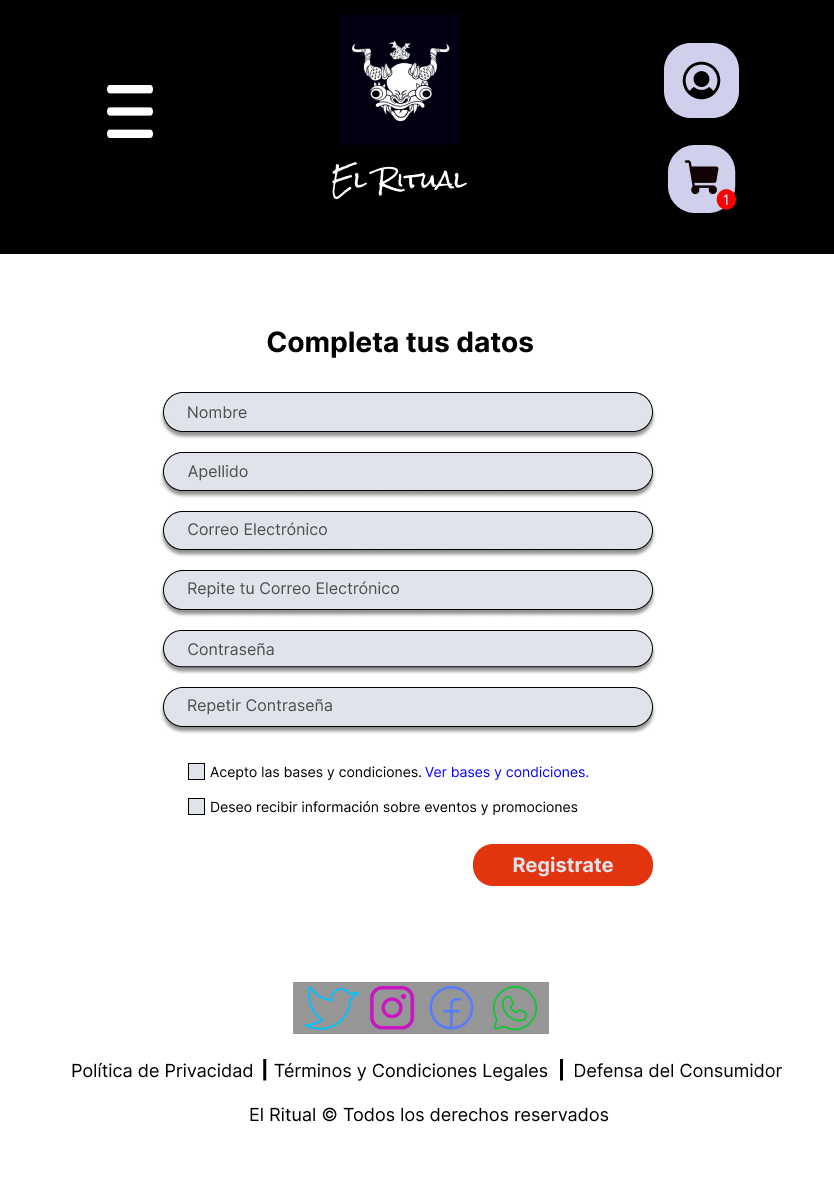 El Ritual
1
Completa tus datos
Nombre
Apellido
Correo Electrónico
Repite tu Correo Electrónico
Contraseña
Repetir Contraseña
Acepto las bases y condiciones. Ver bases y condiciones.
Deseo recibir información sobre eventos y promociones
Registrate
Política de Privacidad | Términos y Condiciones Legales | Defensa del Consumidor
El Ritual © Todos los derechos reservados